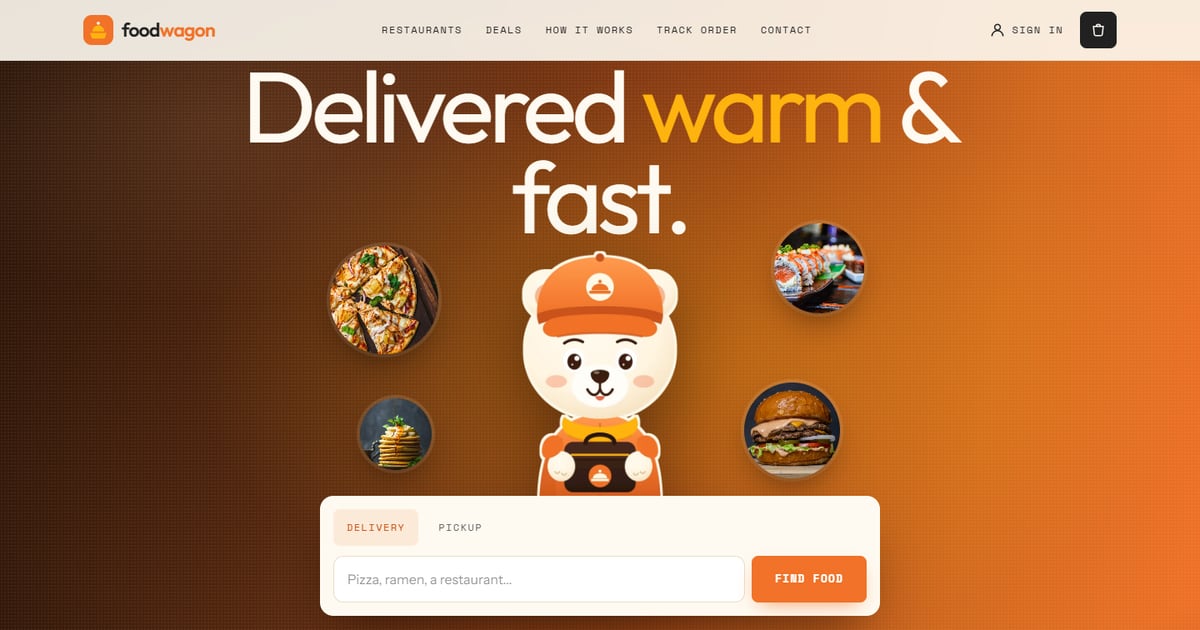 foodwagon
RESTAURANTS DEALS HOW IT WORKS TRACK ORDER CONTACT
SIGN IN
Delivered warm &
fast.
DELIVERY PICKUP
Pizza, ramen, a restaurant...
FIND FOOD